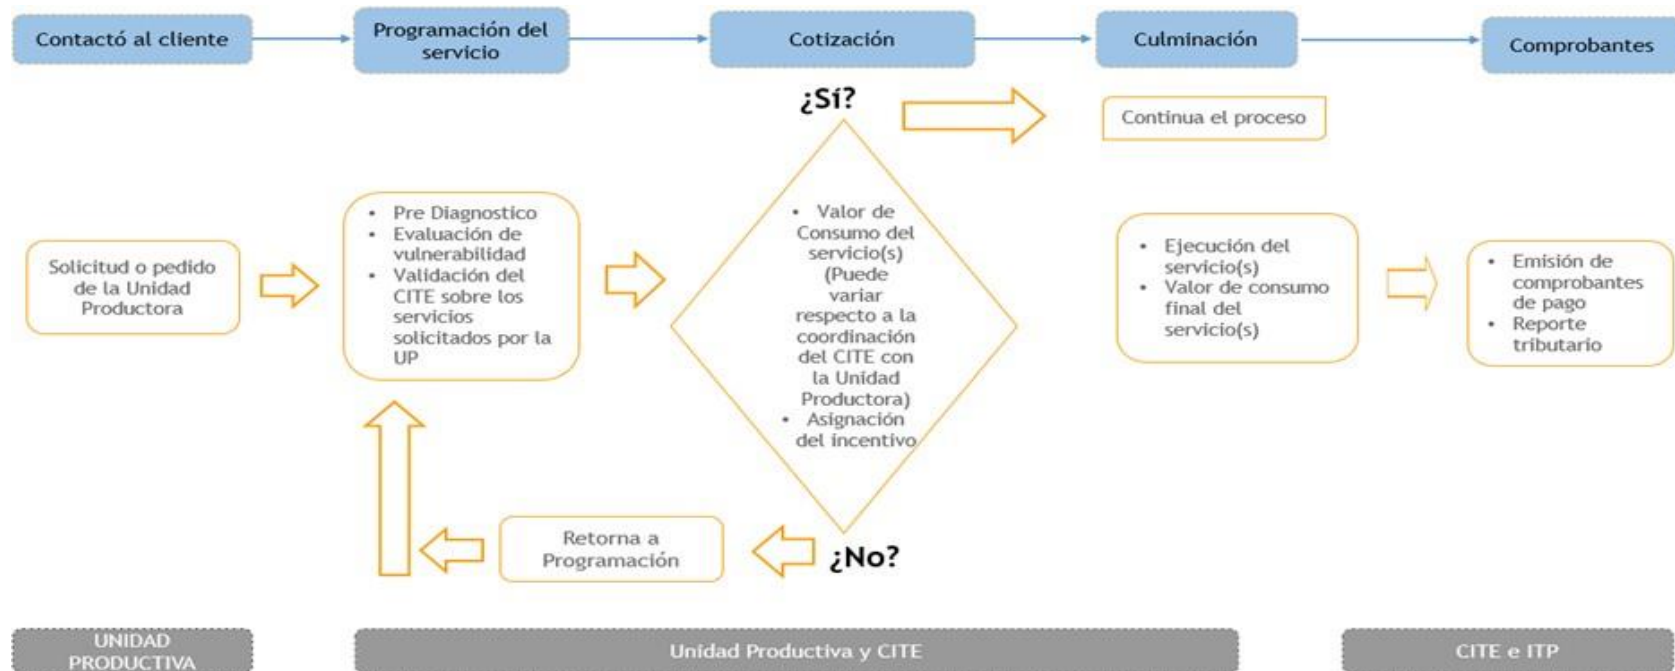 Contactó al cliente
Programación del
servicio
Cotización
Culminación
Comprobantes
¿Sí?
Continua el proceso
Solicitud o pedido
de la Unidad
Productora
• Pre Diagnostico
• Evaluación de
vulnerabilidad
• Validación del
CITE sobre los
servicios
solicitados por la
UP
• Valor de
Consumo del
servicio(s)
(Puede
variar
respecto a la
coordinación
del CITE con
la Unidad
Productora)
• Asignación
del incentivo
• Ejecución del
servicio(s)
• Valor de consumo
final del
servicio(s)
• Emisión de
comprobantes
de pago
• Reporte
tributario
Retorna a
Programación
¿No?
UNIDAD
PRODUCTIVA
Unidad Productiva y CITE
CITE e ITP